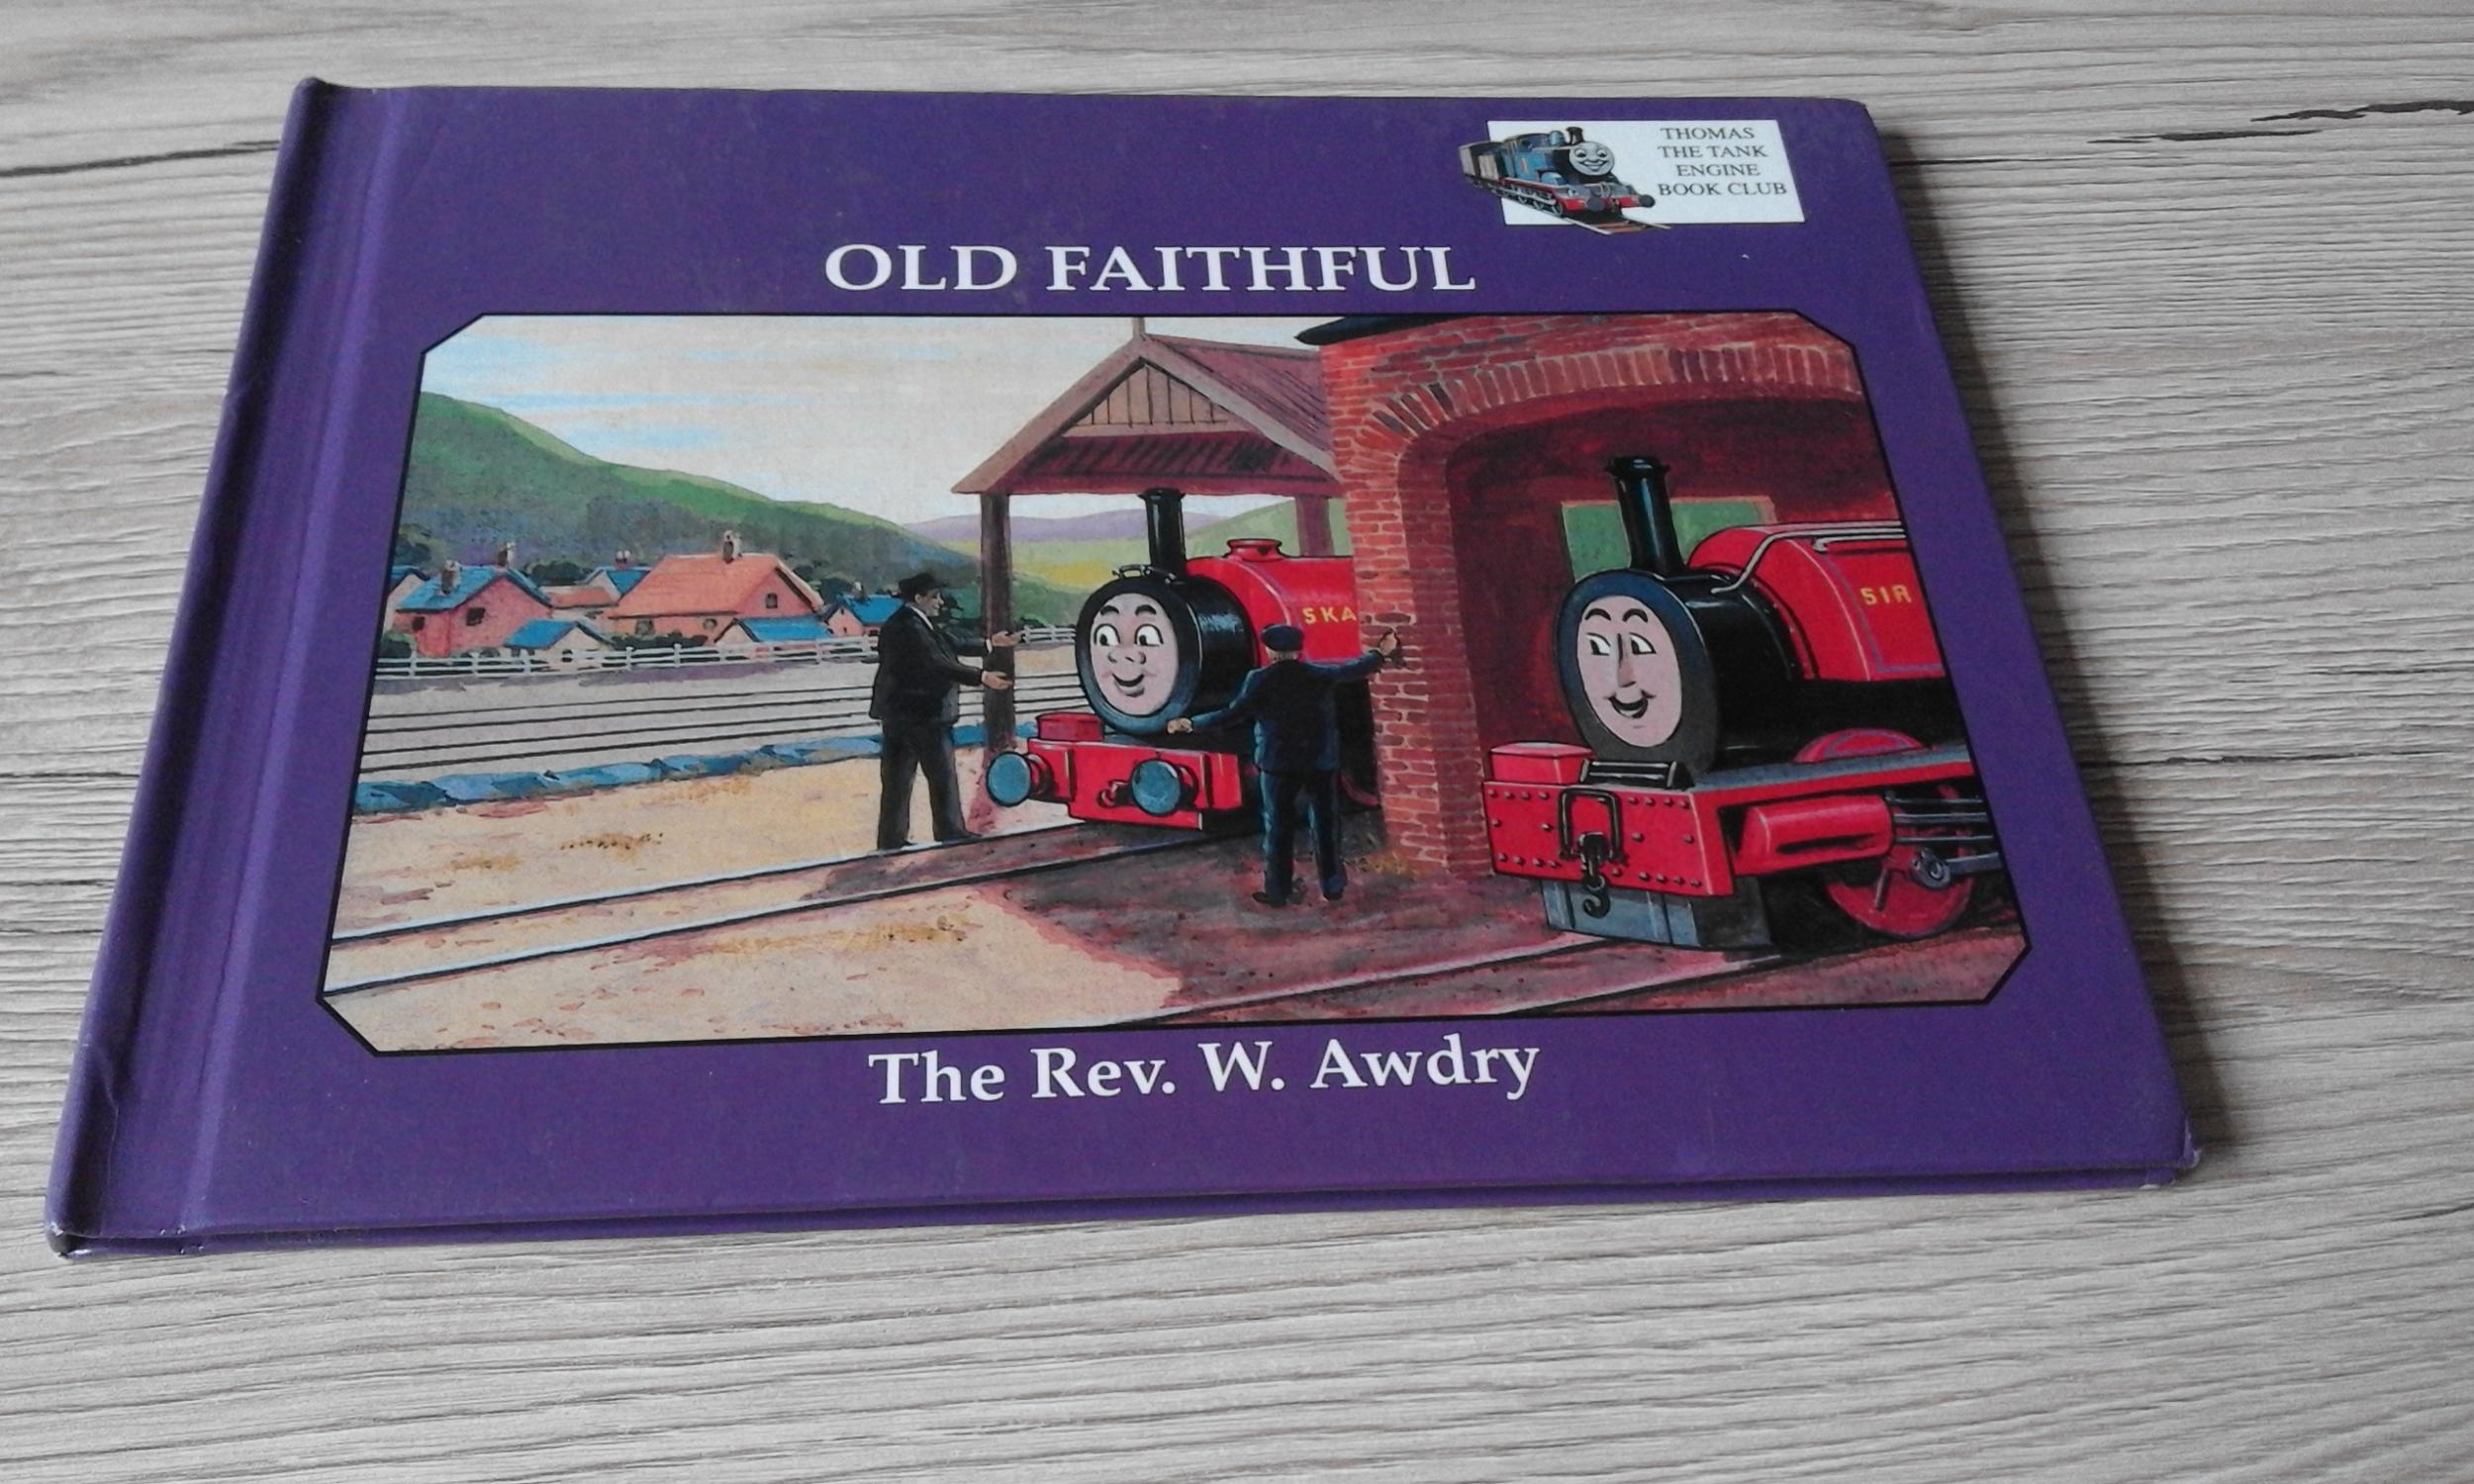 THOMAS
THE TANK
ENGINE
BOOK CLUB
OLD FAITHFUL
SKA
SIR
The Rev. W. Awdry